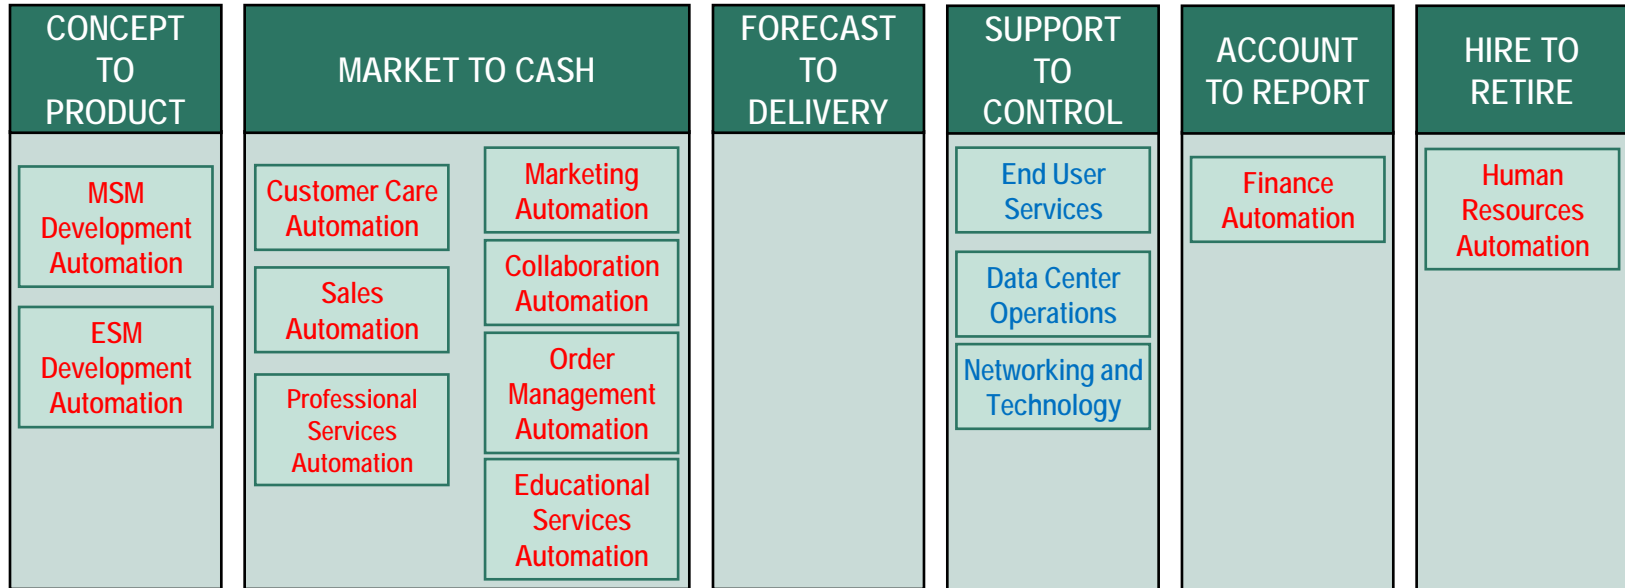 CONCEPT
TO
PRODUCT
MARKET TO CASH
FORECAST
TO
DELIVERY
SUPPORT
TO
CONTROL
ACCOUNT
TO REPORT
HIRE TO
RETIRE
MSM
Development
Automation
ESM
Development
Automation
Customer Care
Automation
Sales
Automation
Professional
Services
Automation
Marketing
Automation
Collaboration
Automation
Order
Management
Automation
Educational
Services
Automation
End User
Services
Data Center
Operations
Networking and
Technology
Finance
Automation
Human
Resources
Automation